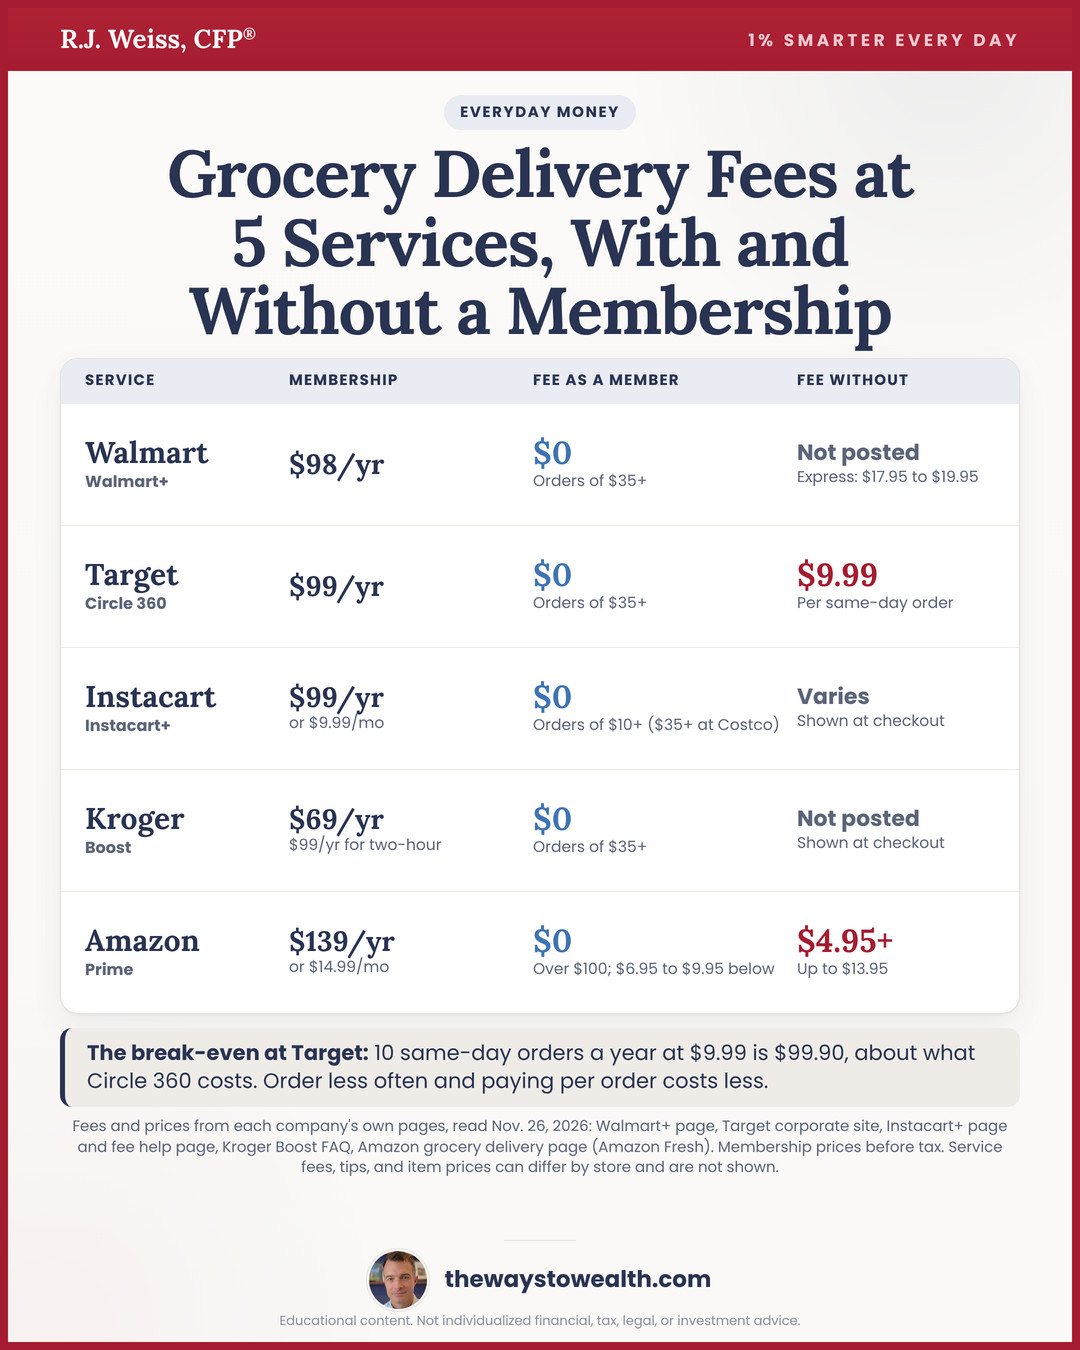 R.J. Weiss, CFP®
1% SMARTER EVERY DAY
EVERYDAY MONEY
Grocery Delivery Fees at
5 Services, With and
Without a Membership
SERVICE MEMBERSHIP FEE AS A MEMBER FEE WITHOUT
Walmart
Walmart+
$98/yr
$0
Orders of $35+
Not posted
Express: $17.95 to $19.95
Target
Circle 360
$99/yr
$0
Orders of $35+
$9.99
Per same-day order
Instacart
Instacart+
$99/yr
or $9.99/mo
$0
Orders of $10+ ($35+ at Costco)
Varies
Shown at checkout
Kroger
Boost
$69/yr
$99/yr for two-hour
$0
Orders of $35+
Not posted
Shown at checkout
Amazon
Prime
$139/yr
or $14.99/mo
$0
Over $100; $6.95 to $9.95 below
$4.95+
Up to $13.95
The break-even at Target: 10 same-day orders a year at $9.99 is $99.90, about what
Circle 360 costs. Order less often and paying per order costs less.
Fees and prices from each company's own pages, read Nov. 26, 2026: Walmart+ page, Target corporate site, Instacart+ page
and fee help page, Kroger Boost FAQ, Amazon grocery delivery page (Amazon Fresh). Membership prices before tax. Service
fees, tips, and item prices can differ by store and are not shown.
thewaystowealth.com
Educational content. Not individualized financial, tax, legal, or investment advice.